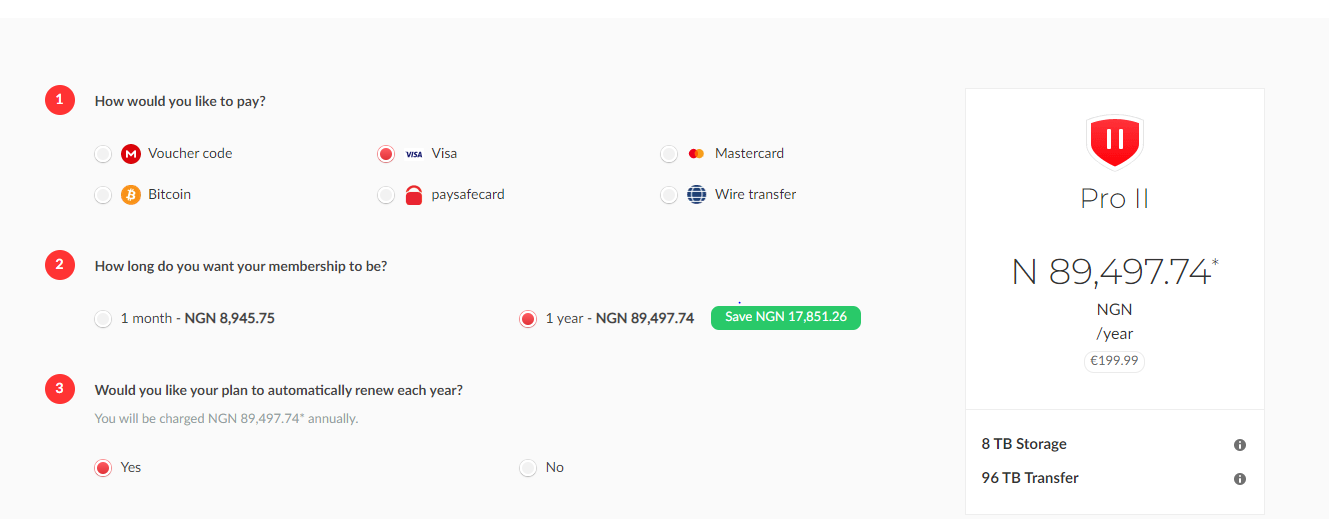 1
How would you like to pay?
Voucher code
VISA Visa
Mastercard
Bitcoin
paysafecard
Wire transfer
2
How long do you want your membership to be?
1 month - NGN 8,945.75
1 year - NGN 89,497.74
Save NGN 17,851.26
3
Would you like your plan to automatically renew each year?
You will be charged NGN 89,497.74* annually.
Yes
No
Pro II
N 89,497.74*
NGN
/year
€199.99
8 TB Storage
96 TB Transfer